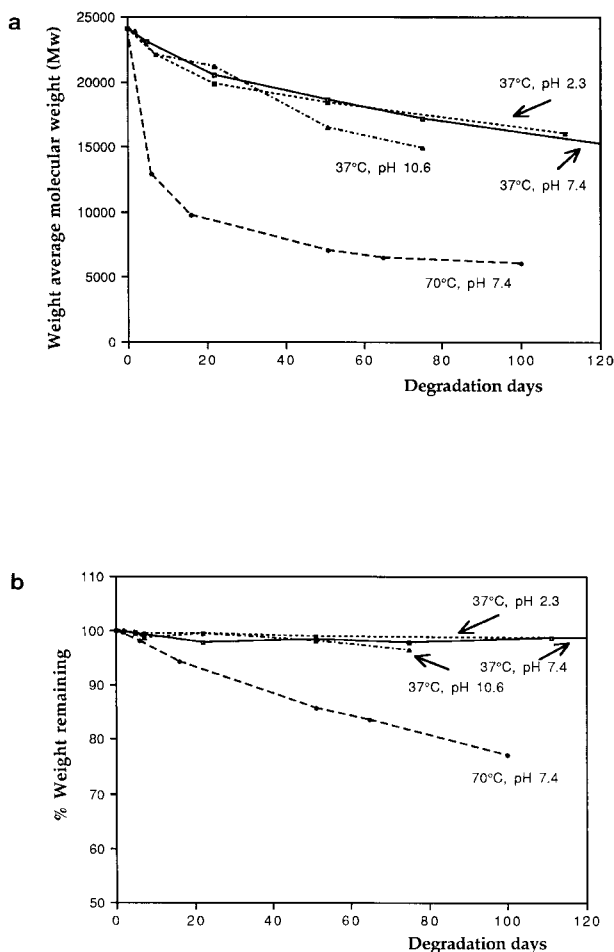 a
Weight average molecular weight (Mw)
25000
20000
15000
10000
5000
0
37°C, pH 2.3
37°C, pH 10.6
37°C, pH 7.4
70°C, pH 7.4
0 20 40 60 80 100 120
Degradation days
b
% Weight remaining
110
100
90
80
70
60
50
37°C, pH 2.3
37°C, pH 7.4
37°C, pH 10.6
70°C, pH 7.4
0 20 40 60 80 100 120
Degradation days